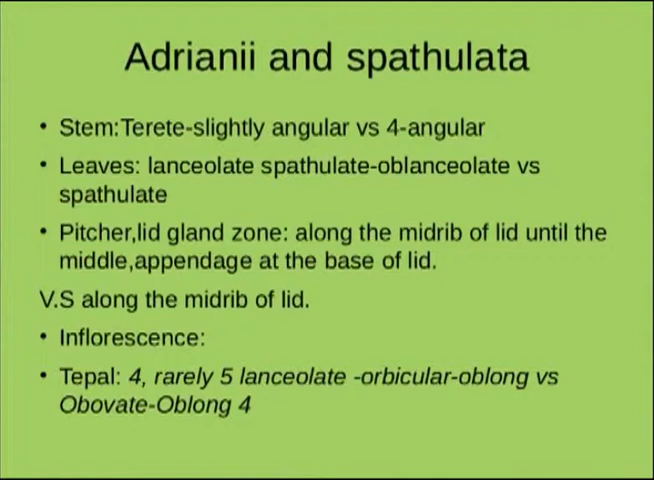 Adrianii and spathulata
• Stem:Terete-slightly angular vs 4-angular
• Leaves: lanceolate spathulate-oblanceolate vs
spathulate
• Pitcher,lid gland zone: along the midrib of lid until the
middle,appendage at the base of lid.
V.S along the midrib of lid.
• Inflorescence:
• Tepal: 4, rarely 5 lanceolate -orbicular-oblong vs
Obovate-Oblong 4